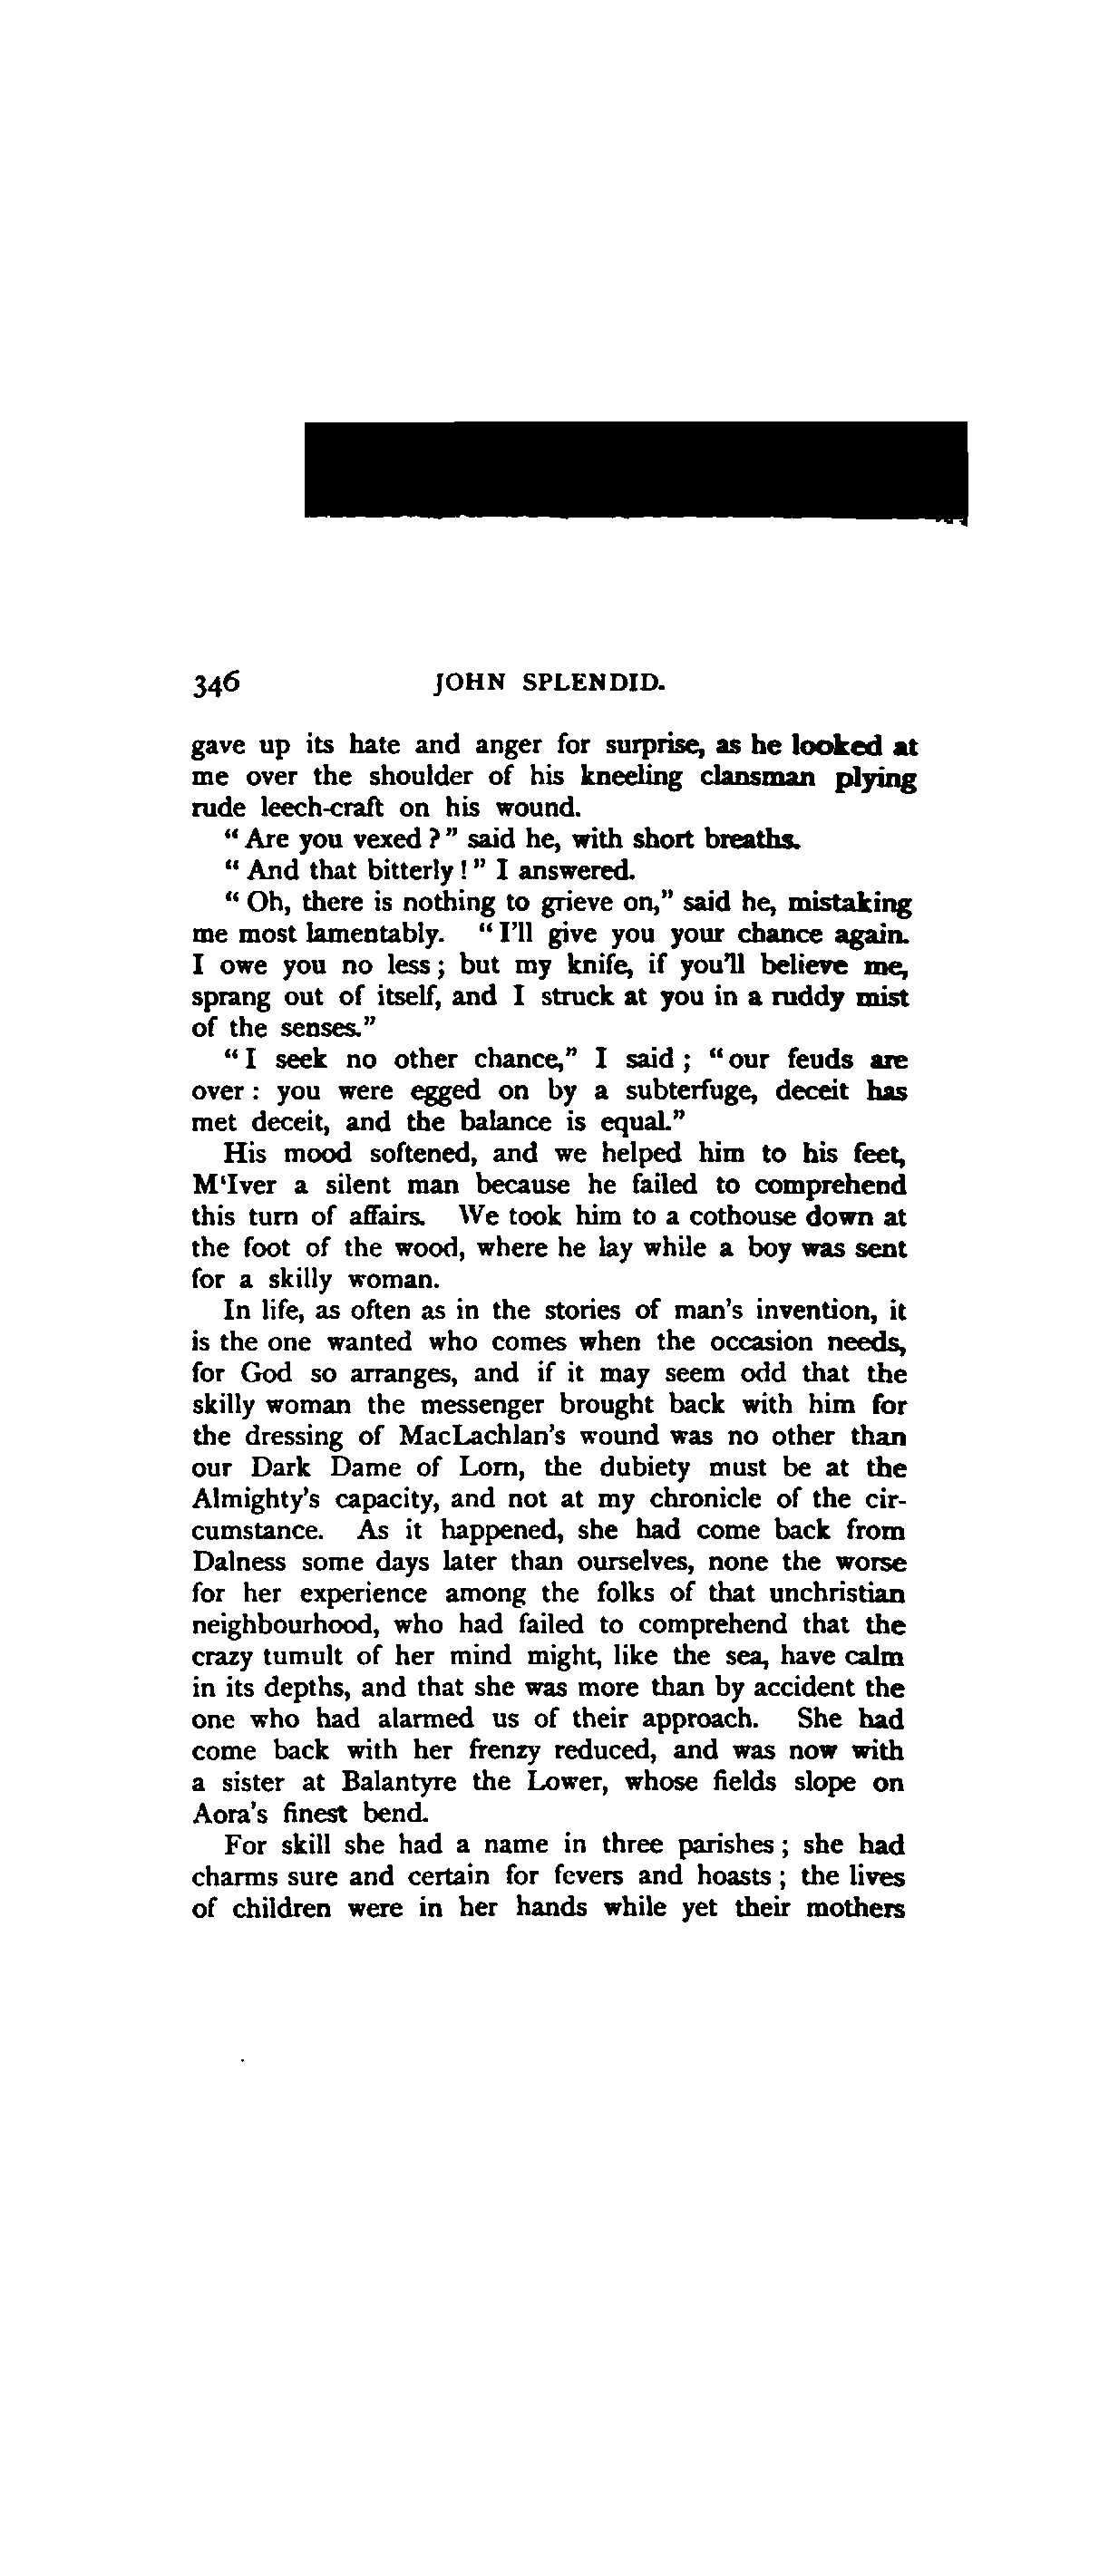 346 JOHN SPLENDID.
gave up its hate and anger for surprise, as he looked at
me over the shoulder of his kneeling clansman plying
rude leech-craft on his wound.
“ Are you vexed ? ” said he, with short breaths.
“ And that bitterly ! ” I answered.
“ Oh, there is nothing to grieve on,” said he, mistaking
me most lamentably. “ I’ll give you your chance again.
I owe you no less ; but my knife, if you’ll believe me,
sprang out of itself, and I struck at you in a ruddy mist
of the senses.”
“ I seek no other chance,” I said ; “ our feuds are
over : you were egged on by a subterfuge, deceit has
met deceit, and the balance is equal.”
His mood softened, and we helped him to his feet,
M‘Iver a silent man because he failed to comprehend
this turn of affairs. We took him to a cothouse down at
the foot of the wood, where he lay while a boy was sent
for a skilly woman.
In life, as often as in the stories of man’s invention, it
is the one wanted who comes when the occasion needs,
for God so arranges, and if it may seem odd that the
skilly woman the messenger brought back with him for
the dressing of MacLachlan’s wound was no other than
our Dark Dame of Lorn, the dubiety must be at the
Almighty’s capacity, and not at my chronicle of the cir-
cumstance. As it happened, she had come back from
Dalness some days later than ourselves, none the worse
for her experience among the folks of that unchristian
neighbourhood, who had failed to comprehend that the
crazy tumult of her mind might, like the sea, have calm
in its depths, and that she was more than by accident the
one who had alarmed us of their approach. She had
come back with her frenzy reduced, and was now with
a sister at Balantyre the Lower, whose fields slope on
Aora’s finest bend.
For skill she had a name in three parishes ; she had
charms sure and certain for fevers and hoasts ; the lives
of children were in her hands while yet their mothers